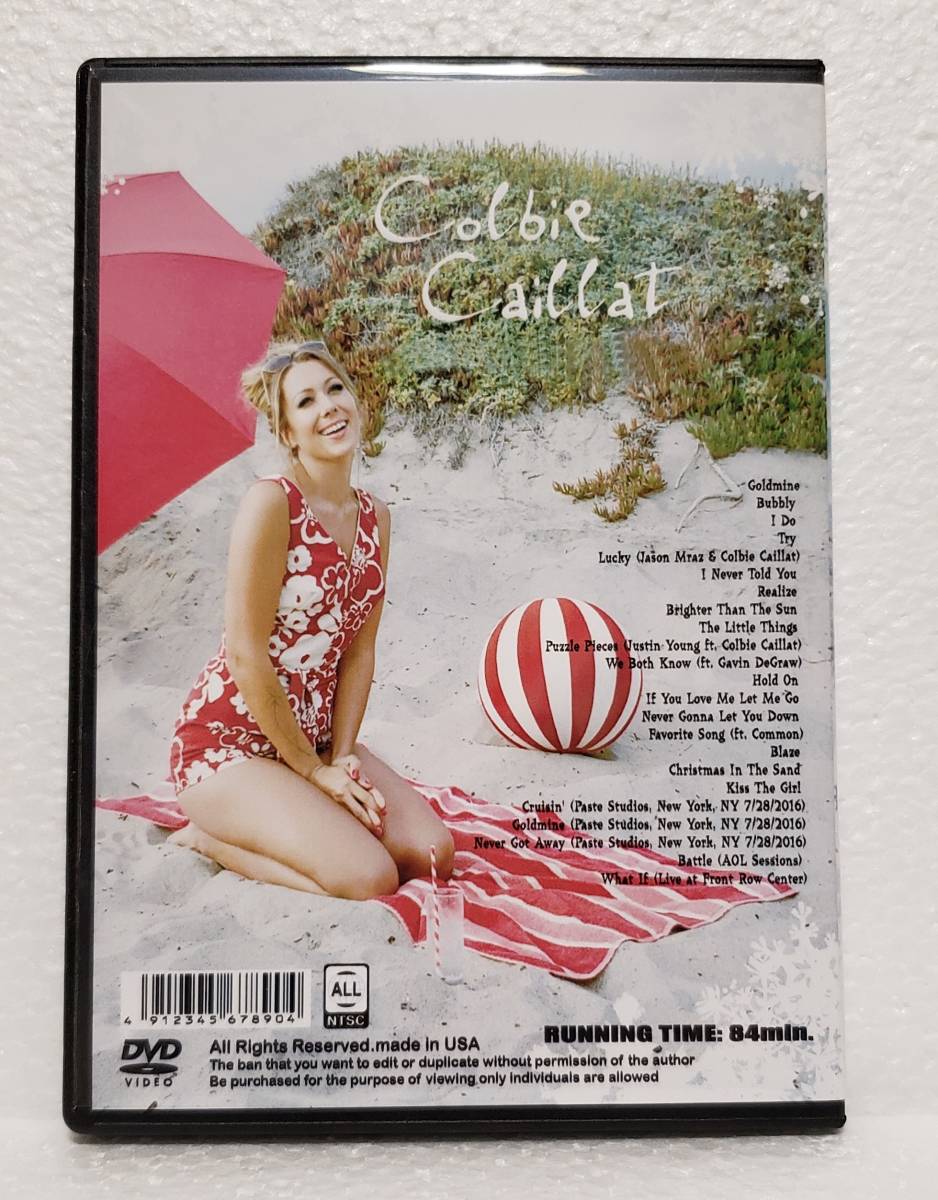 Colbie
Caillat
Goldmine
Bubbly
I Do
Try
Lucky (Jason Mraz & Colbie Caillat)
I Never Told You
Realize
Brighter Than The Sun
The Little Things
Puzzle Pieces (Justin Young ft. Colbie Caillat)
We Both Know (ft. Gavin DeGraw)
Hold On
If You Love Me Let Me Go
Never Gonna Let You Down
Favorite Song (ft. Common)
Blaze
Christmas In The Sand
Kiss The Girl
Cruisin' (Paste Studios, New York, NY 7/28/2016)
Goldmine (Paste Studios, New York, NY 7/28/2016)
Never Got Away (Paste Studios, New York, NY 7/28/2016)
Battle (AOL Sessions)
What If (Live at Front Row Center)
4 912345 678904
ALL
NTSC
RUNNING TIME: 84min.
DVD
VIDEO
All Rights Reserved.made in USA
The ban that you want to edit or duplicate without permission of the author
Be purchased for the purpose of viewing,only individuals are allowed